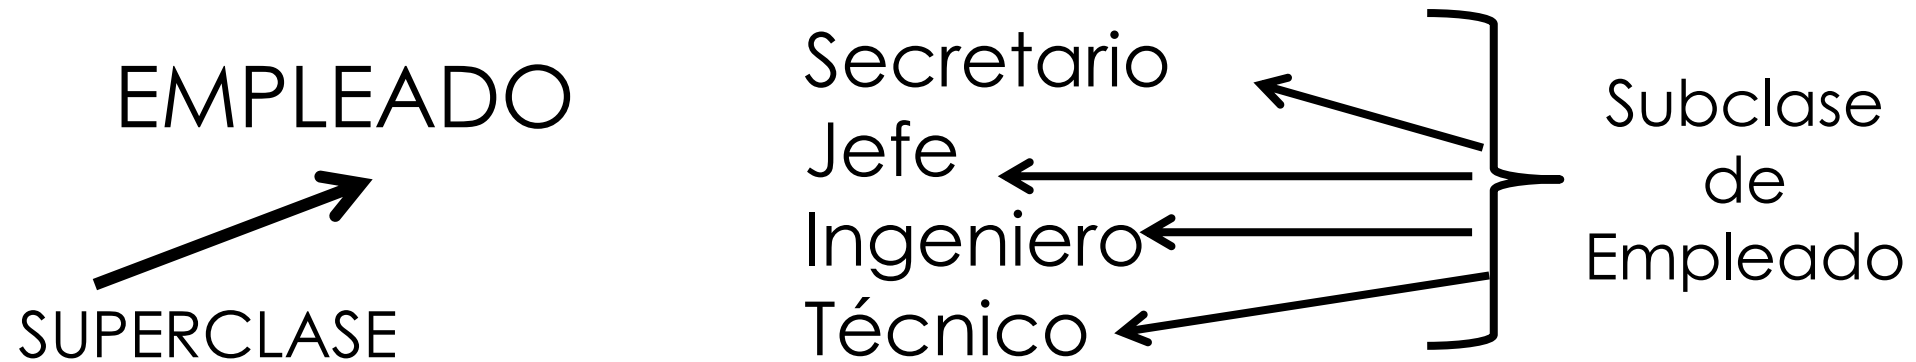 EMPLEADO
SUPERCLASE
Secretario
Jefe
Ingeniero
Técnico
Subclase
de
Empleado